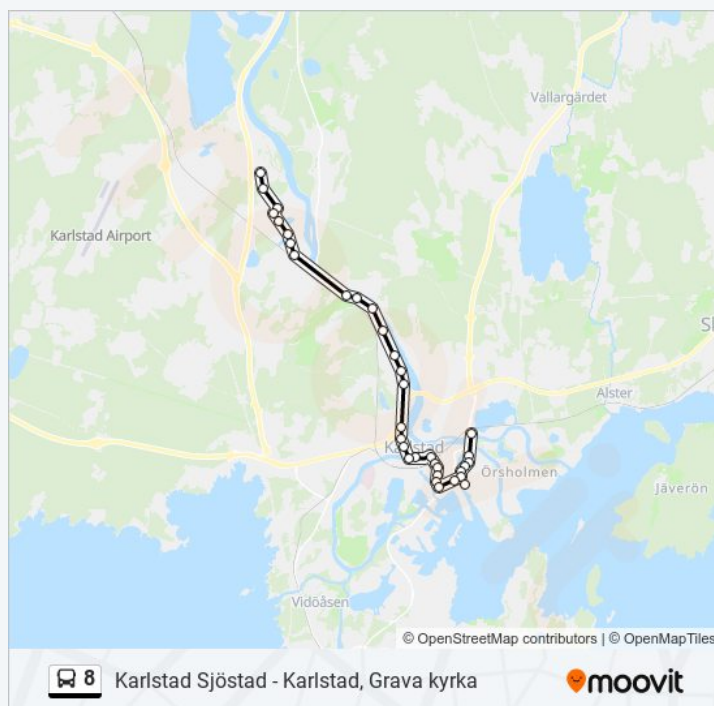 Vallargärdet
Karlstad Airport
Alster
Karlstad
Örsholmen
Jäverön
Vidöåsen
© OpenStreetMap contributors | © OpenMapTiles
8 Karlstad Sjöstad - Karlstad, Grava kyrka
moovit